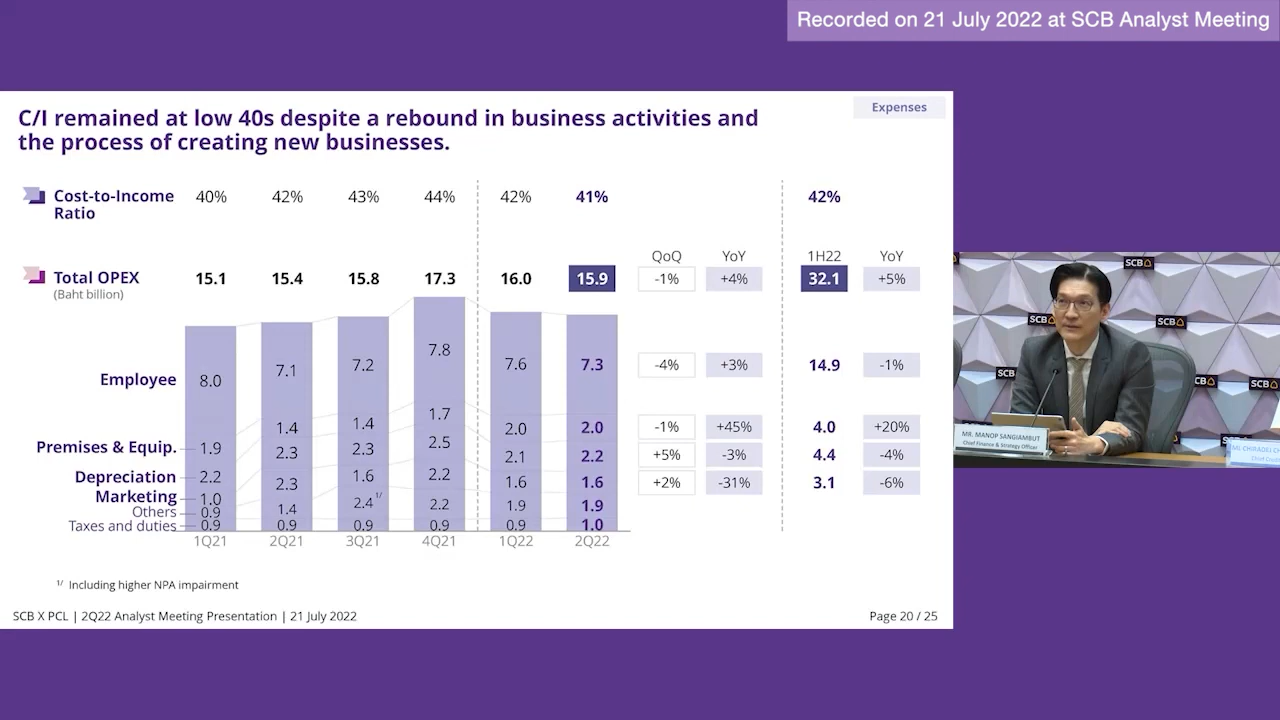 Recorded on 21 July 2022 at SCB Analyst Meeting
Expenses
C/I remained at low 40s despite a rebound in business activities and
the process of creating new businesses.
Cost-to-Income 40% 42% 43% 44% 42% 41% 42%
Ratio
QoQ YoY 1H22 YoY
Total OPEX 15.1 15.4 15.8 17.3 16.0 15.9 -1% +4% 32.1 +5%
(Baht billion)
Employee 8.0 7.1 7.2 7.8 7.6 7.3 -4% +3% 14.9 -1%
Premises & Equip. 1.9 1.4 1.4 1.7 2.0 2.0 -1% +45% 4.0 +20%
Depreciation 2.2 2.3 2.3 2.5 2.1 2.2 +5% -3% 4.4 -4%
Marketing 1.0 2.3 1.6 2.2 1.6 1.6 +2% -31% 3.1 -6%
Others 0.9 1.4 2.4 1/ 2.2 1.9 1.9
Taxes and duties 0.9 0.9 0.9 0.9 0.9 1.0
1Q21 2Q21 3Q21 4Q21 1Q22 2Q22
1/ Including higher NPA impairment
SCB X PCL | 2Q22 Analyst Meeting Presentation | 21 July 2022
Page 20 / 25
SCB
SCB
SCB
SCB
SCB
SCB
MR. MANOP SANGIAMBUT
Chief Finance & Strategy Officer